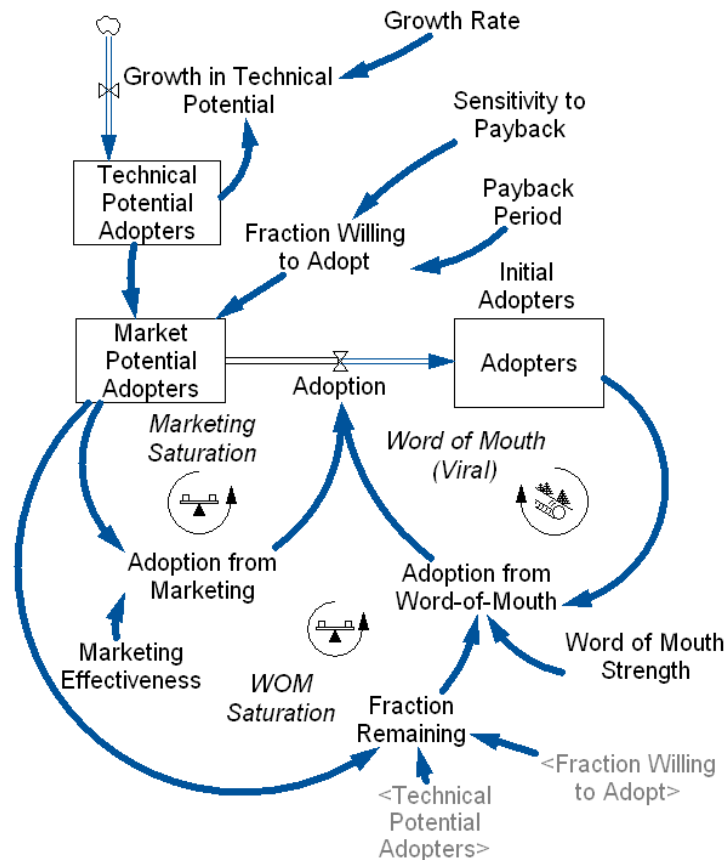 Growth Rate
Growth in Technical
Potential
Sensitivity to
Payback
Technical
Potential
Adopters
Payback
Period
Fraction Willing
to Adopt
Initial
Adopters
Market
Potential
Adopters
Adopters
Adoption
Marketing
Saturation
Word of Mouth
(Viral)
Adoption from
Marketing
Adoption from
Word-of-Mouth
Marketing
Effectiveness
WOM
Saturation
Word of Mouth
Strength
Fraction
Remaining
<Fraction Willing
to Adopt>
<Technical
Potential
Adopters>